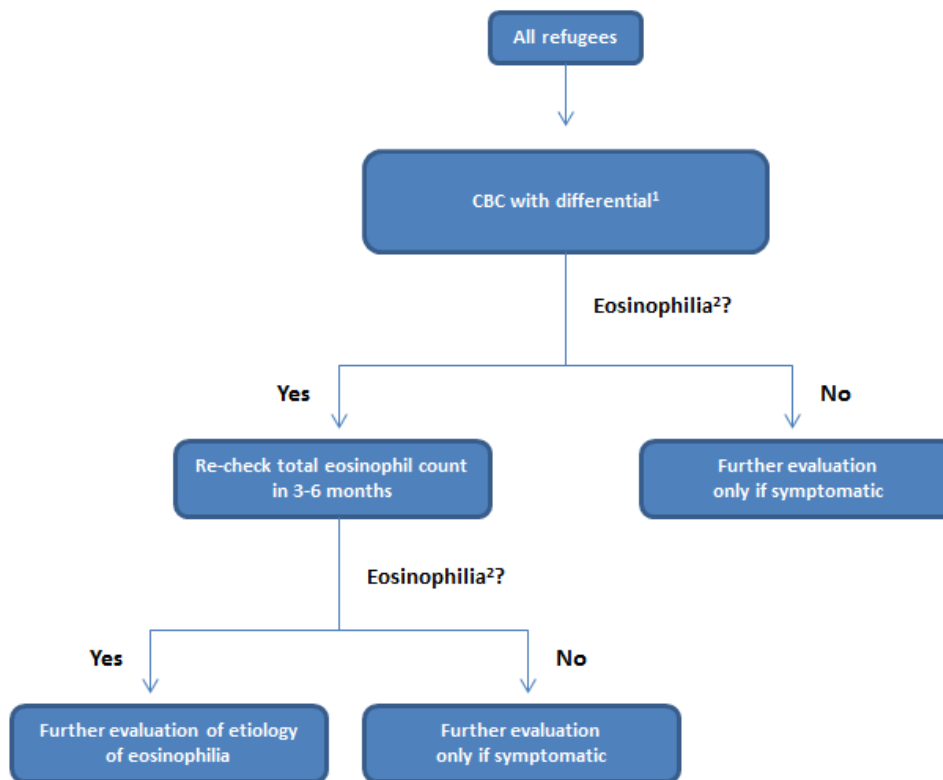 All refugees
CBC with differential¹
Eosinophilia²?
Yes
No
Re-check total eosinophil count
in 3-6 months
Further evaluation
only if symptomatic
Eosinophilia²?
Yes
No
Further evaluation of etiology
of eosinophilia
Further evaluation
only if symptomatic